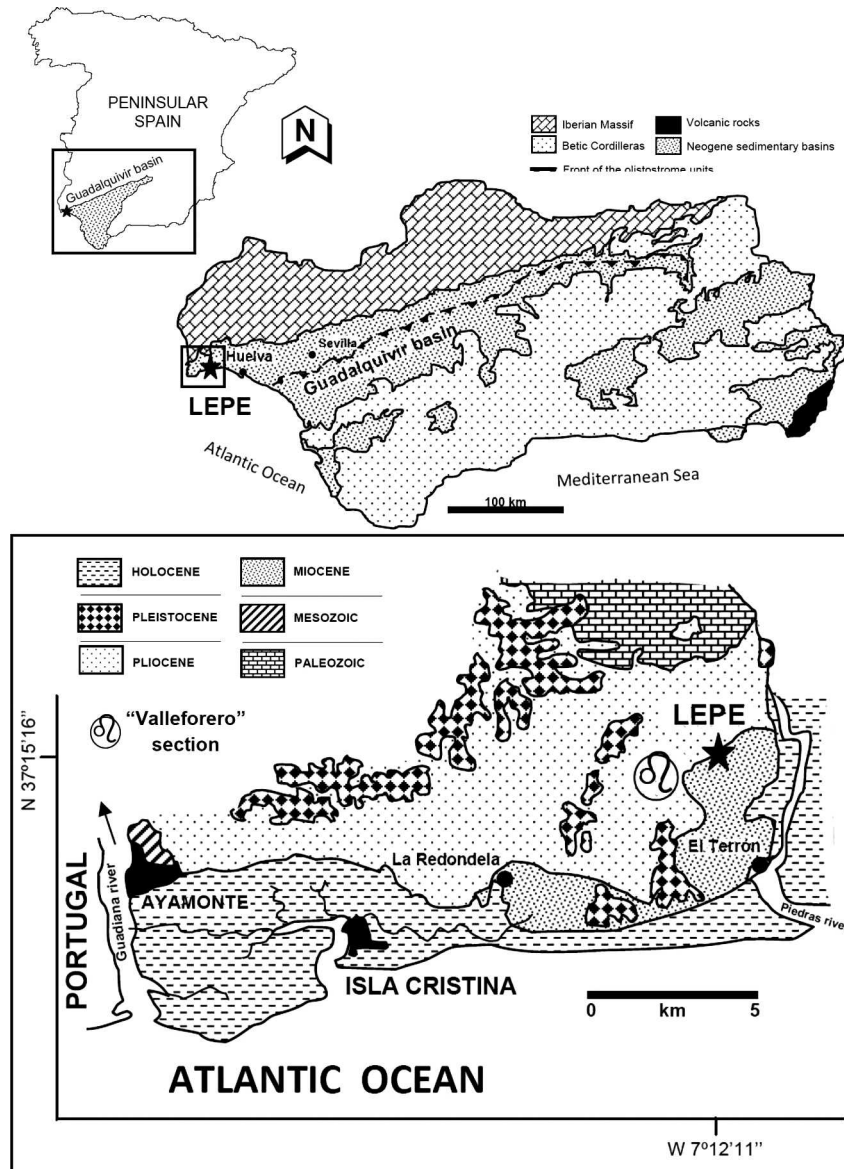 PENINSULAR
SPAIN
Guadalquivir basin
N
Iberian Massif
Volcanic rocks
Betic Cordilleras
Neogene sedimentary basins
Front of the olistostrome units
Sevilla
Huelva
Guadalquivir basin
LEPE
Atlantic Ocean
Mediterranean Sea
100 km
HOLOCENE
MIOCENE
PLEISTOCENE
MESOZOIC
PLIOCENE
PALEOZOIC
“Valleforero”
section
LEPE
N 37º15’16’’
El Terrón
La Redondela
AYAMONTE
PORTUGAL
Guadiana river
Piedras rive
ISLA CRISTINA
0 5
km
ATLANTIC OCEAN
W 7º12’11’’